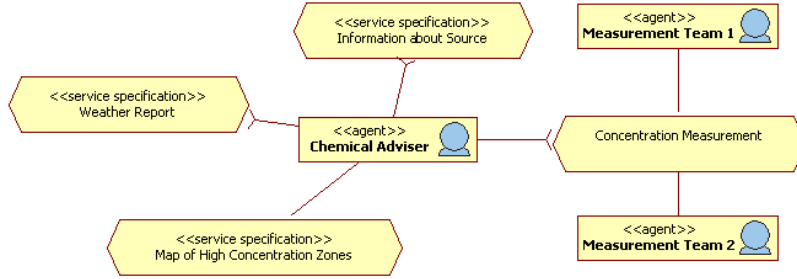 <<service specification>>
Information about Source
<<agent>>
Measurement Team 1
<<service specification>>
Weather Report
<<agent>>
Chemical Adviser
Concentration Measurement
<<service specification>>
Map of High Concentration Zones
<<agent>>
Measurement Team 2